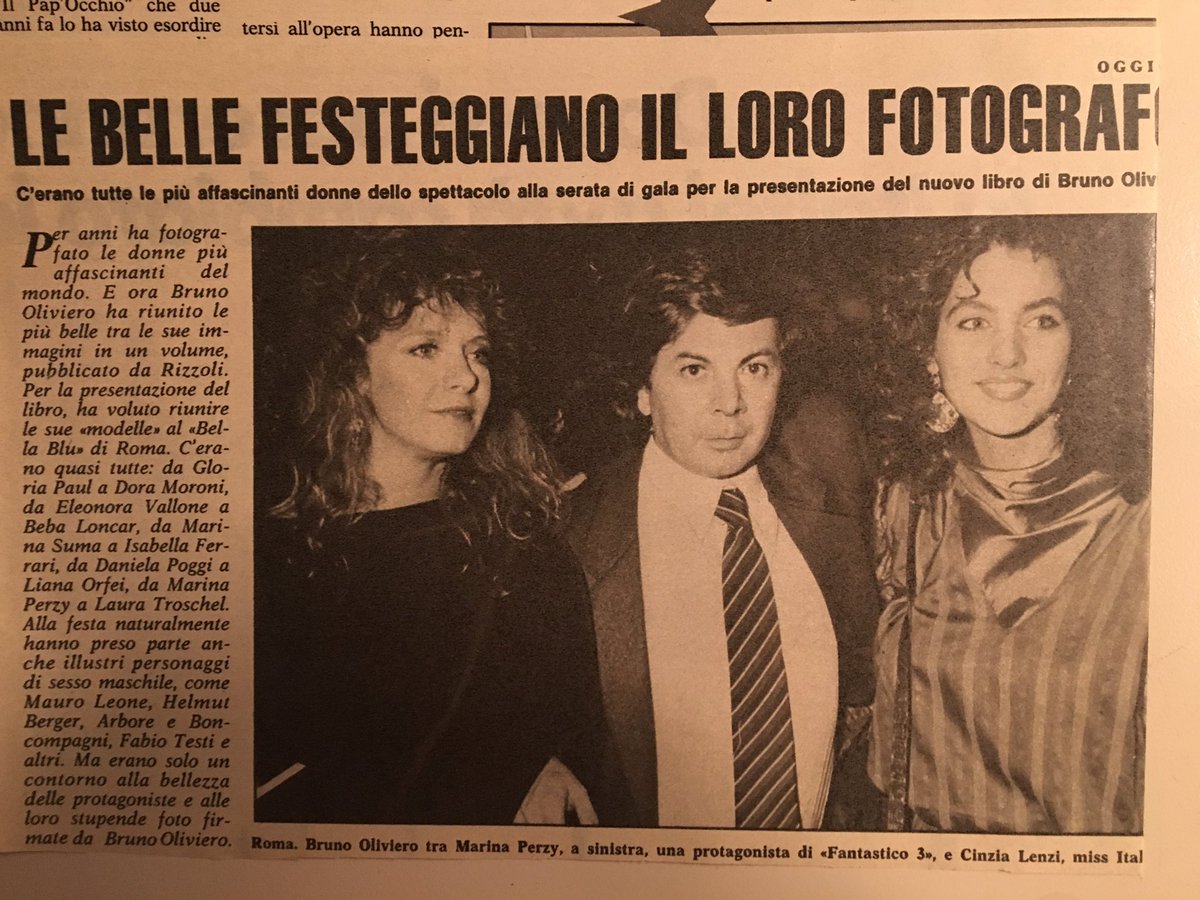 Il Pap'Occhio" che due
anni fa lo ha visto esordire
tersi all'opera hanno pen-
OGGI
LE BELLE FESTEGGIANO IL LORO FOTOGRAFO
C'erano tutte le più affascinanti donne dello spettacolo alla serata di gala per la presentazione del nuovo libro di Bruno Oliv
Per anni ha fotogra-
fato le donne più
affascinanti del
mondo. E ora Bruno
Oliviero ha riunito le
più belle tra le sue im-
magini in un volume,
pubblicato da Rizzoli.
Per la presentazione del
libro, ha voluto riunire
le sue «modelle» al «Bel-
la Blu» di Roma. C'era-
no quasi tutte: da Glo-
ria Paul a Dora Moroni,
da Eleonora Vallone a
Beba Loncar, da Mari-
na Suma a Isabella Fer-
rari, da Daniela Poggi a
Liana Orfei, da Marina
Perzy a Laura Troschel.
Alla festa naturalmente
hanno preso parte an-
che illustri personaggi
di sesso maschile, come
Mauro Leone, Helmut
Berger, Arbore e Bon-
compagni, Fabio Testi e
altri. Ma erano solo un
contorno alla bellezza
delle protagoniste e alle
loro stupende foto fir-
mate da Bruno Oliviero.
Roma. Bruno Oliviero tra Marina Perzy, a sinistra, una protagonista di «Fantastico 3», e Cinzia Lenzi, miss Ital